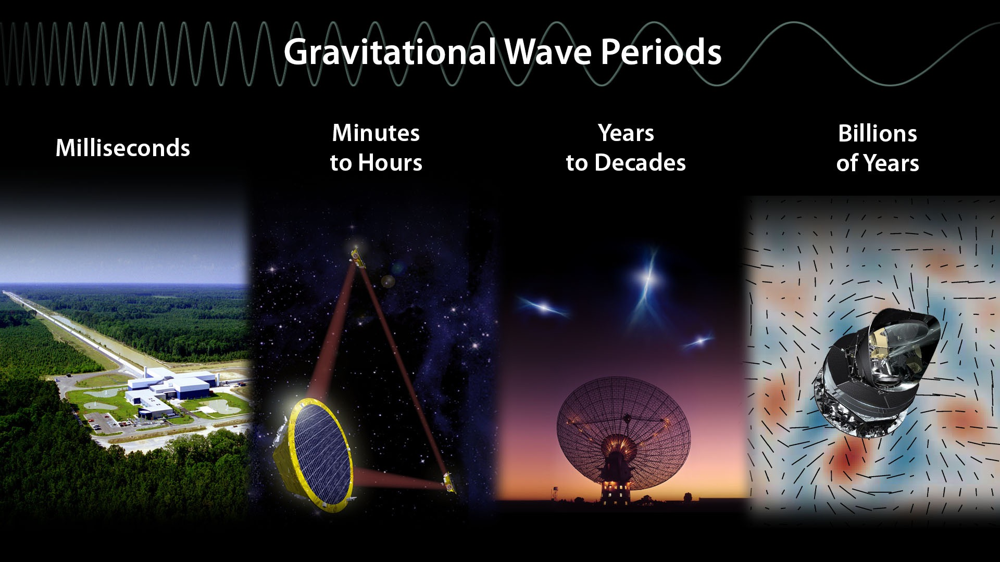 Gravitational Wave Periods
Milliseconds
Minutes
to Hours
Years
to Decades
Billions
of Years